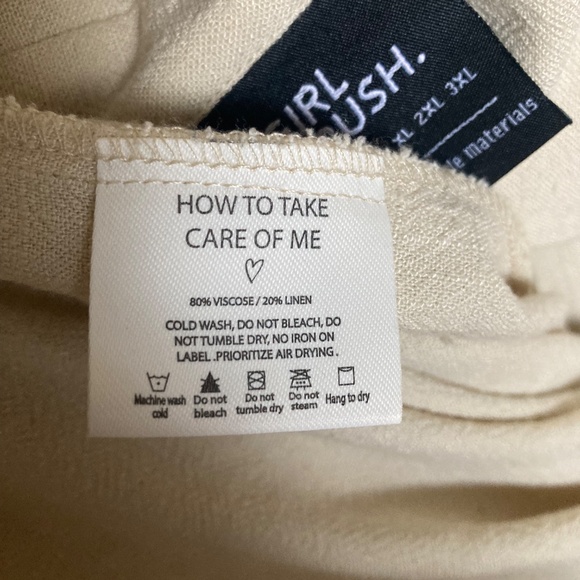 GIRL
CRUSH.
XL 2XL 3XL
materials
HOW TO TAKE
CARE OF ME
80% VISCOSE / 20% LINEN
COLD WASH, DO NOT BLEACH, DO
NOT TUMBLE DRY, NO IRON ON
LABEL .PRIORITIZE AIR DRYING .
Machine wash cold
Do not bleach
Do not tumble dry
Do not steam
Hang to dry